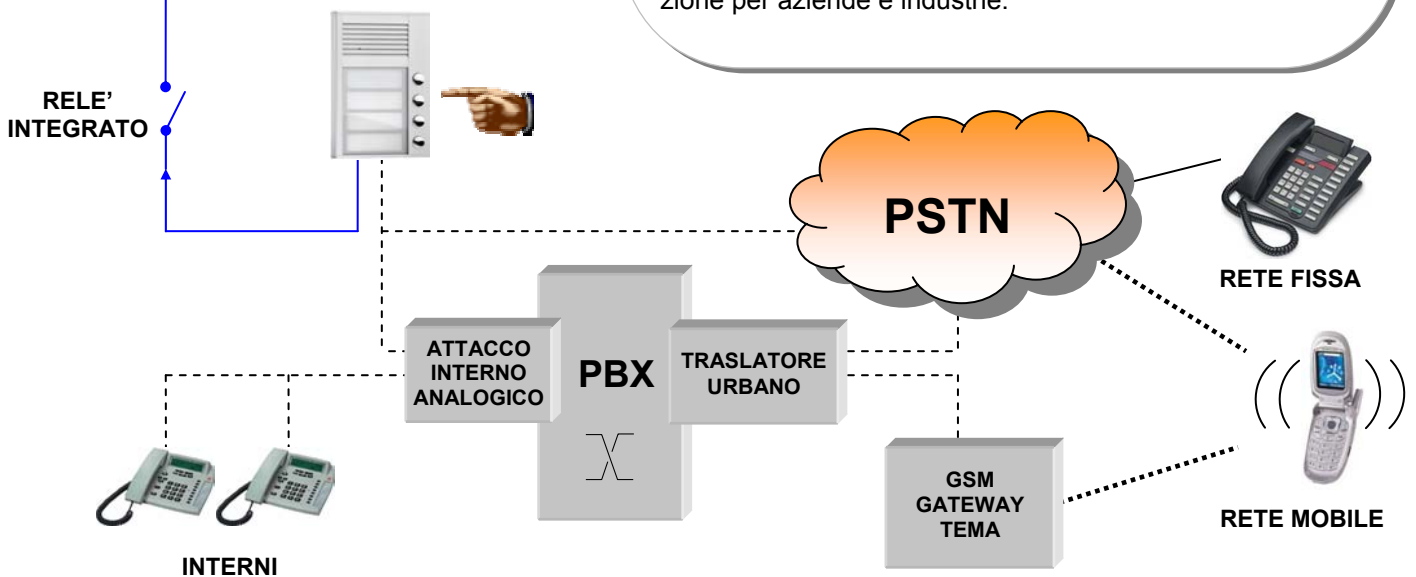 zione per aziende e industrie.
RELE'
INTEGRATO
PSTN
RETE FISSA
ATTACCO
INTERNO
ANALOGICO
PBX
TRASLATORE
URBANO
GSM
GATEWAY
TEMA
RETE MOBILE
INTERNI